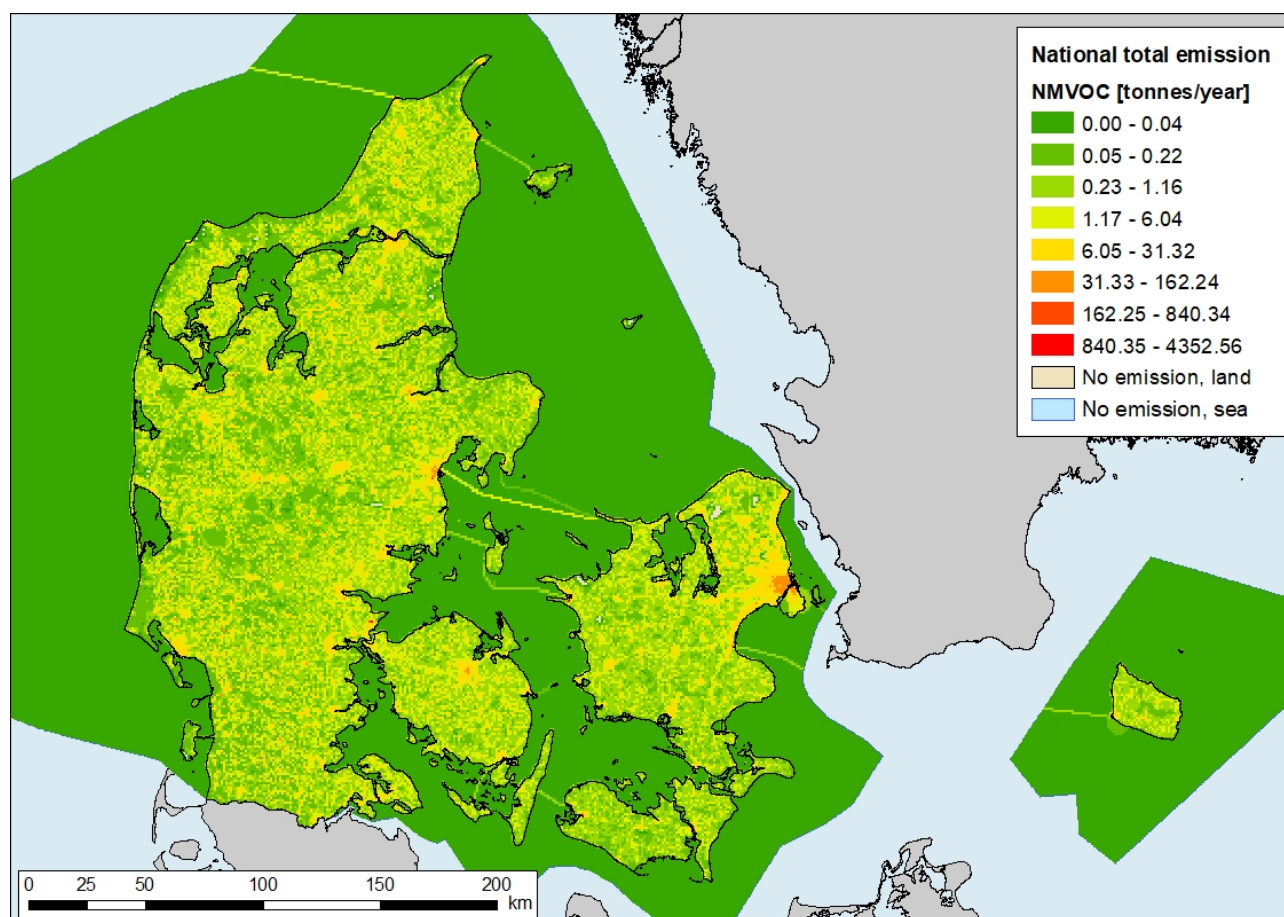 National total emission
NMVOC [tonnes/year]
0.00 - 0.04
0.05 - 0.22
0.23 - 1.16
1.17 - 6.04
6.05 - 31.32
31.33 - 162.24
162.25 - 840.34
840.35 - 4352.56
No emission, land
No emission, sea
0 25 50 100 150 200
km